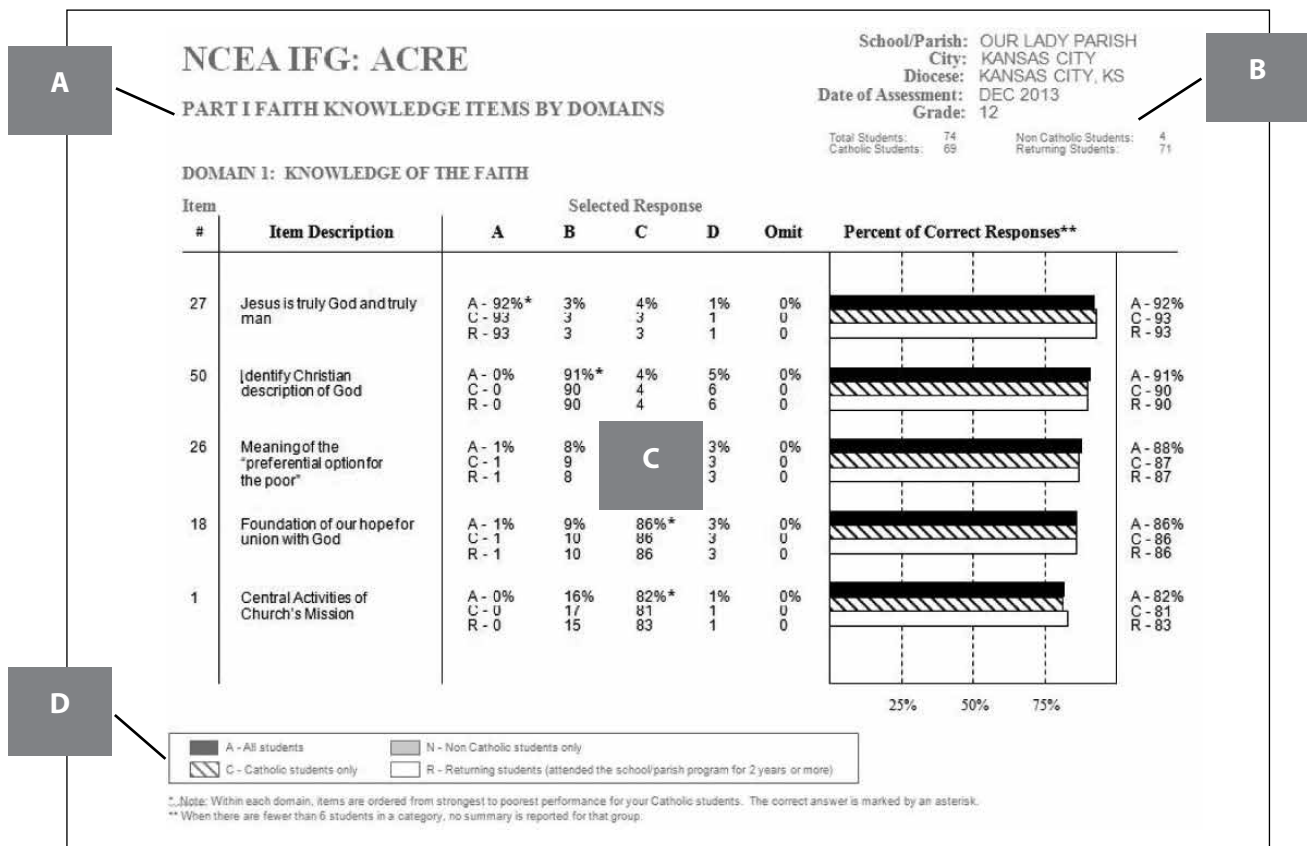 NCEA IFG: ACRE
PART I FAITH KNOWLEDGE ITEMS BY DOMAINS
School/Parish: OUR LADY PARISH
City: KANSAS CITY
Diocese: KANSAS CITY, KS
Date of Assessment: DEC 2013
Grade: 12
Total Students: 74 Non Catholic Students: 4
Catholic Students: 69 Returning Students: 71
A
B
DOMAIN 1: KNOWLEDGE OF THE FAITH
Item Selected Response
# Item Description A B C D Omit Percent of Correct Responses**
27 Jesus is truly God and truly A - 92%* 3% 4% 1% 0% A - 92%
man C - 93 3 3 1 0 C - 93
R - 93 3 3 1 0 R - 93
50 Identify Christian A - 0% 91%* 4% 5% 0% A - 91%
description of God C - 0 90 4 6 0 C - 90
R - 0 90 4 6 0 R - 90
26 Meaning of the A - 1% 8% 3% 0% A - 88%
"preferential option for C - 1 9 C 3 0 C - 87
the poor" R - 1 8 3 0 R - 87
18 Foundation of our hope for A - 1% 9% 86%* 3% 0% A - 86%
union with God C - 1 10 86 3 0 C - 86
R - 1 10 86 3 0 R - 86
1 Central Activities of A - 0% 16% 82%* 1% 0% A - 82%
Church's Mission C - 0 17 81 1 0 C - 81
R - 0 15 83 1 0 R - 83
25% 50% 75%
D
A - All students N - Non Catholic students only
C - Catholic students only R - Returning students (attended the school/parish program for 2 years or more)
* Note: Within each domain, items are ordered from strongest to poorest performance for your Catholic students. The correct answer is marked by an asterisk.
** When there are fewer than 6 students in a category, no summary is reported for that group.